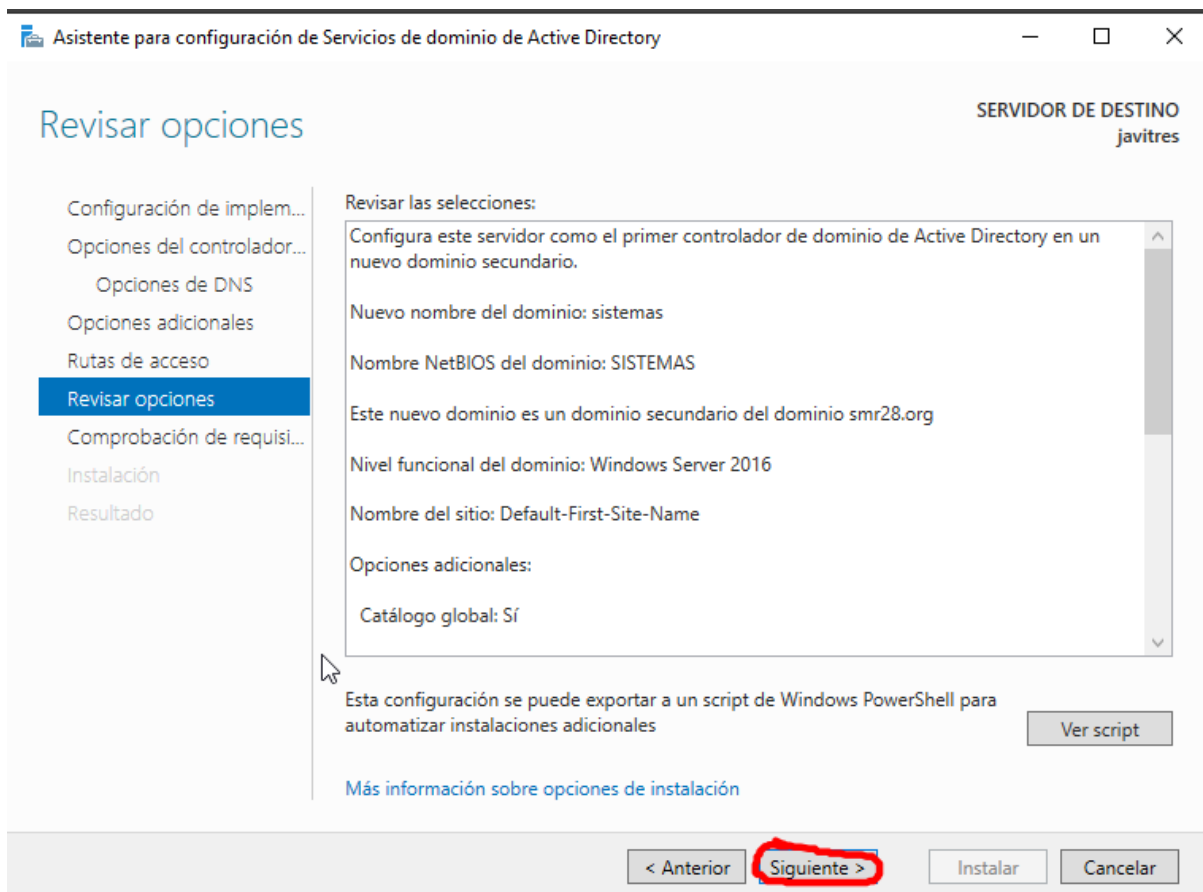 Asistente para configuración de Servicios de dominio de Active Directory
Revisar opciones
SERVIDOR DE DESTINO
javitres
Configuración de implem...
Opciones del controlador...
Opciones de DNS
Opciones adicionales
Rutas de acceso
Revisar opciones
Comprobación de requisi...
Instalación
Resultado
Revisar las selecciones:
Configura este servidor como el primer controlador de dominio de Active Directory en un
nuevo dominio secundario.
Nuevo nombre del dominio: sistemas
Nombre NetBIOS del dominio: SISTEMAS
Este nuevo dominio es un dominio secundario del dominio smr28.org
Nivel funcional del dominio: Windows Server 2016
Nombre del sitio: Default-First-Site-Name
Opciones adicionales:
Catálogo global: Sí
Esta configuración se puede exportar a un script de Windows PowerShell para
automatizar instalaciones adicionales
Ver script
Más información sobre opciones de instalación
< Anterior
Siguiente >
Instalar
Cancelar